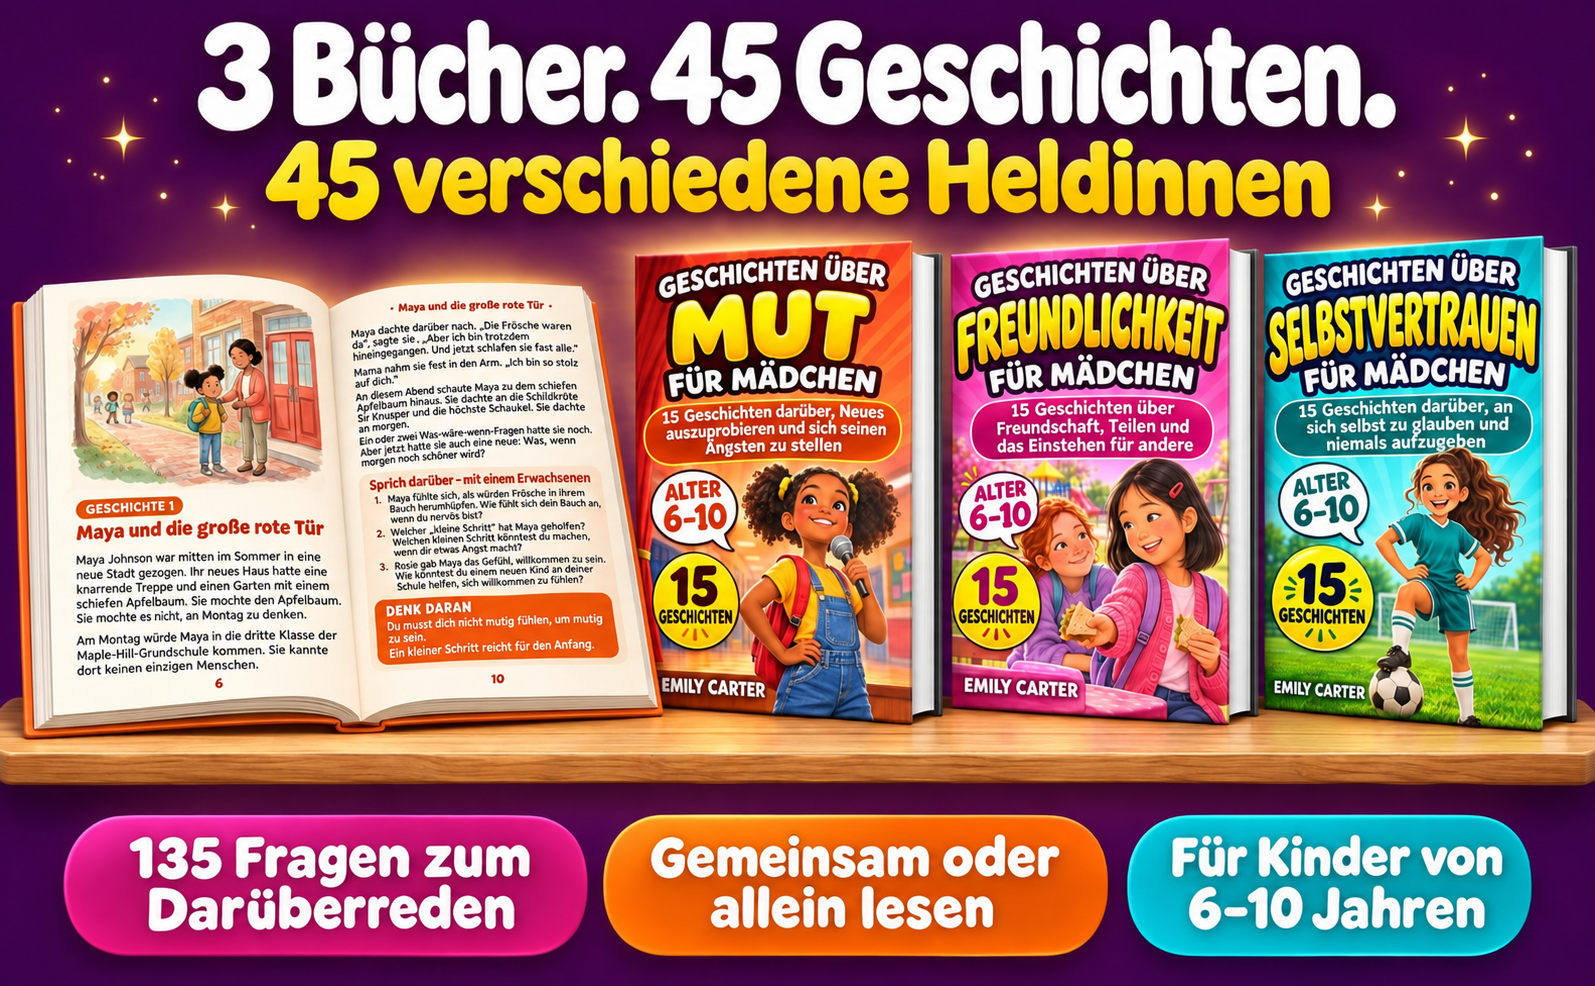 3 Bücher. 45 Geschichten.
45 verschiedene Heldinnen
GESCHICHTE 1
Maya und die große rote Tür
Maya Johnson war mitten im Sommer in eine
neue Stadt gezogen. Ihr neues Haus hatte eine
knarrende Treppe und einen Garten mit einem
schiefen Apfelbaum. Sie mochte den Apfelbaum.
Sie mochte es nicht, an Montag zu denken.
Am Montag würde Maya in die dritte Klasse der
Maple-Hill-Grundschule kommen. Sie kannte
dort keinen einzigen Menschen.
6
• Maya und die große rote Tür •
Maya dachte darüber nach. „Die Frösche waren
da“, sagte sie. „Aber ich bin trotzdem
hineingegangen. Und jetzt schlafen sie fast alle.“
Mama nahm sie fest in den Arm. „Ich bin so stolz
auf dich.“
An diesem Abend schaute Maya zu dem schiefen
Apfelbaum hinaus. Sie dachte an die Schildkröte
Sir Knusper und die höchste Schaukel. Sie dachte
an morgen.
Ein oder zwei Was-wäre-wenn-Fragen hatte sie noch.
Aber jetzt hatte sie auch eine neue: Was, wenn
morgen noch schöner wird?
Sprich darüber – mit einem Erwachsenen
1. Maya fühlte sich, als würden Frösche in ihrem
Bauch herumhüpfen. Wie fühlt sich dein Bauch an,
wenn du nervös bist?
2. Welcher „kleine Schritt“ hat Maya geholfen?
Welchen kleinen Schritt könntest du machen,
wenn dir etwas Angst macht?
3. Rosie gab Maya das Gefühl, willkommen zu sein.
Wie könntest du einem neuen Kind an deiner
Schule helfen, sich willkommen zu fühlen?
DENK DARAN
Du musst dich nicht mutig fühlen, um mutig
zu sein.
Ein kleiner Schritt reicht für den Anfang.
10
GESCHICHTEN ÜBER
MUT
FÜR MÄDCHEN
15 Geschichten darüber, Neues
auszuprobieren und sich seinen
Ängsten zu stellen
ALTER
6-10
15
GESCHICHTEN
EMILY CARTER
GESCHICHTEN ÜBER
FREUNDLICHKEIT
FÜR MÄDCHEN
15 Geschichten über
Freundschaft, Teilen und
das Einstehen für andere
ALTER
6-10
15
GESCHICHTEN
EMILY CARTER
GESCHICHTEN ÜBER
SELBSTVERTRAUEN
FÜR MÄDCHEN
15 Geschichten darüber, an
sich selbst zu glauben und
niemals aufzugeben
ALTER
6-10
15
GESCHICHTEN
EMILY CARTER
135 Fragen zum
Darüberreden
Gemeinsam oder
allein lesen
Für Kinder von
6-10 Jahren